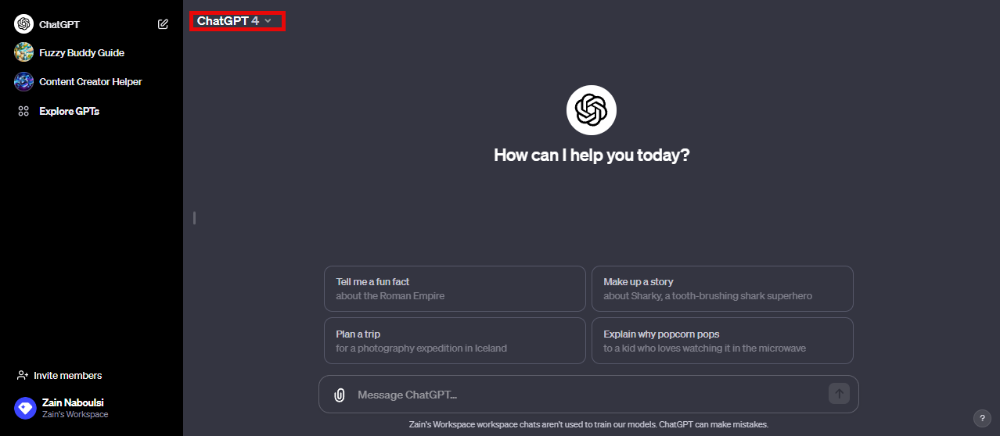 ChatGPT
Fuzzy Buddy Guide
Content Creator Helper
Explore GPTs
Invite members
Zain Naboulsi
Zain's Workspace
ChatGPT 4
How can I help you today?
Tell me a fun fact
about the Roman Empire
Make up a story
about Sharky, a tooth-brushing shark superhero
Plan a trip
for a photography expedition in Iceland
Explain why popcorn pops
to a kid who loves watching it in the microwave
Message ChatGPT...
Zain's Workspace workspace chats aren't used to train our models. ChatGPT can make mistakes.
?